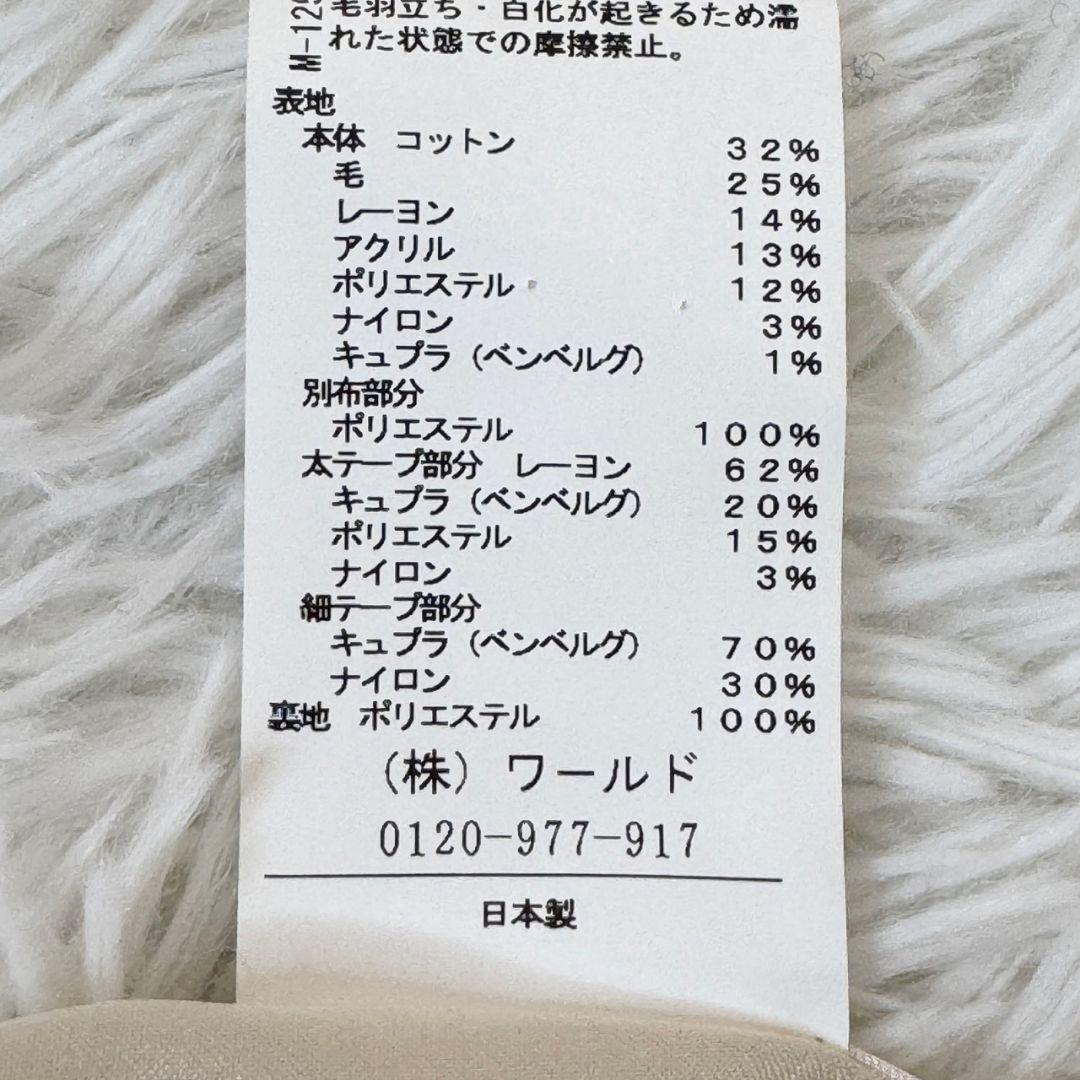 毛羽立ち・白化が起きるため濡
れた状態での摩擦禁止。
M-12
表地
本体 コットン 32%
毛 25%
レーヨン 14%
アクリル 13%
ポリエステル 12%
ナイロン 3%
キュプラ(ベンベルグ) 1%
別布部分
ポリエステル 100%
太テープ部分 レーヨン 62%
キュプラ(ベンベルグ) 20%
ポリエステル 15%
ナイロン 3%
細テープ部分
キュプラ(ベンベルグ) 70%
ナイロン 30%
裏地 ポリエステル 100%
(株)ワールド
0120-977-917
日本製